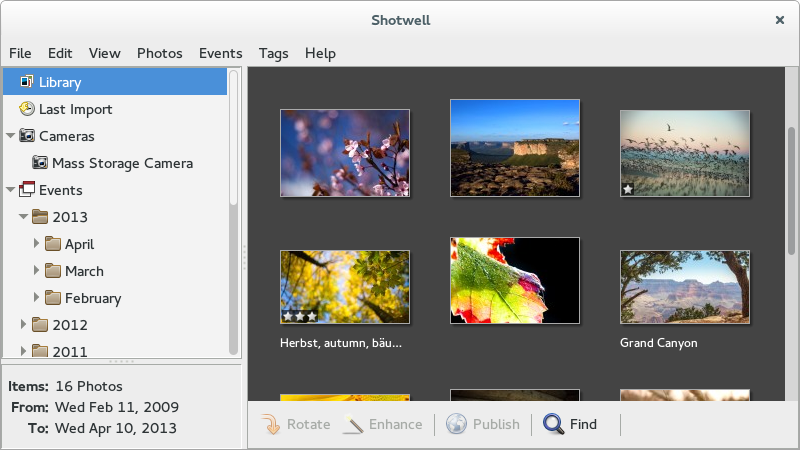 Shotwell
File Edit View Photos Events Tags Help
Library
Last Import
Cameras
Mass Storage Camera
Events
2013
April
March
February
2012
2011
Herbst, autumn, bäu...
Grand Canyon
Items: 16 Photos
From: Wed Feb 11, 2009
To: Wed Apr 10, 2013
Rotate Enhance Publish Find